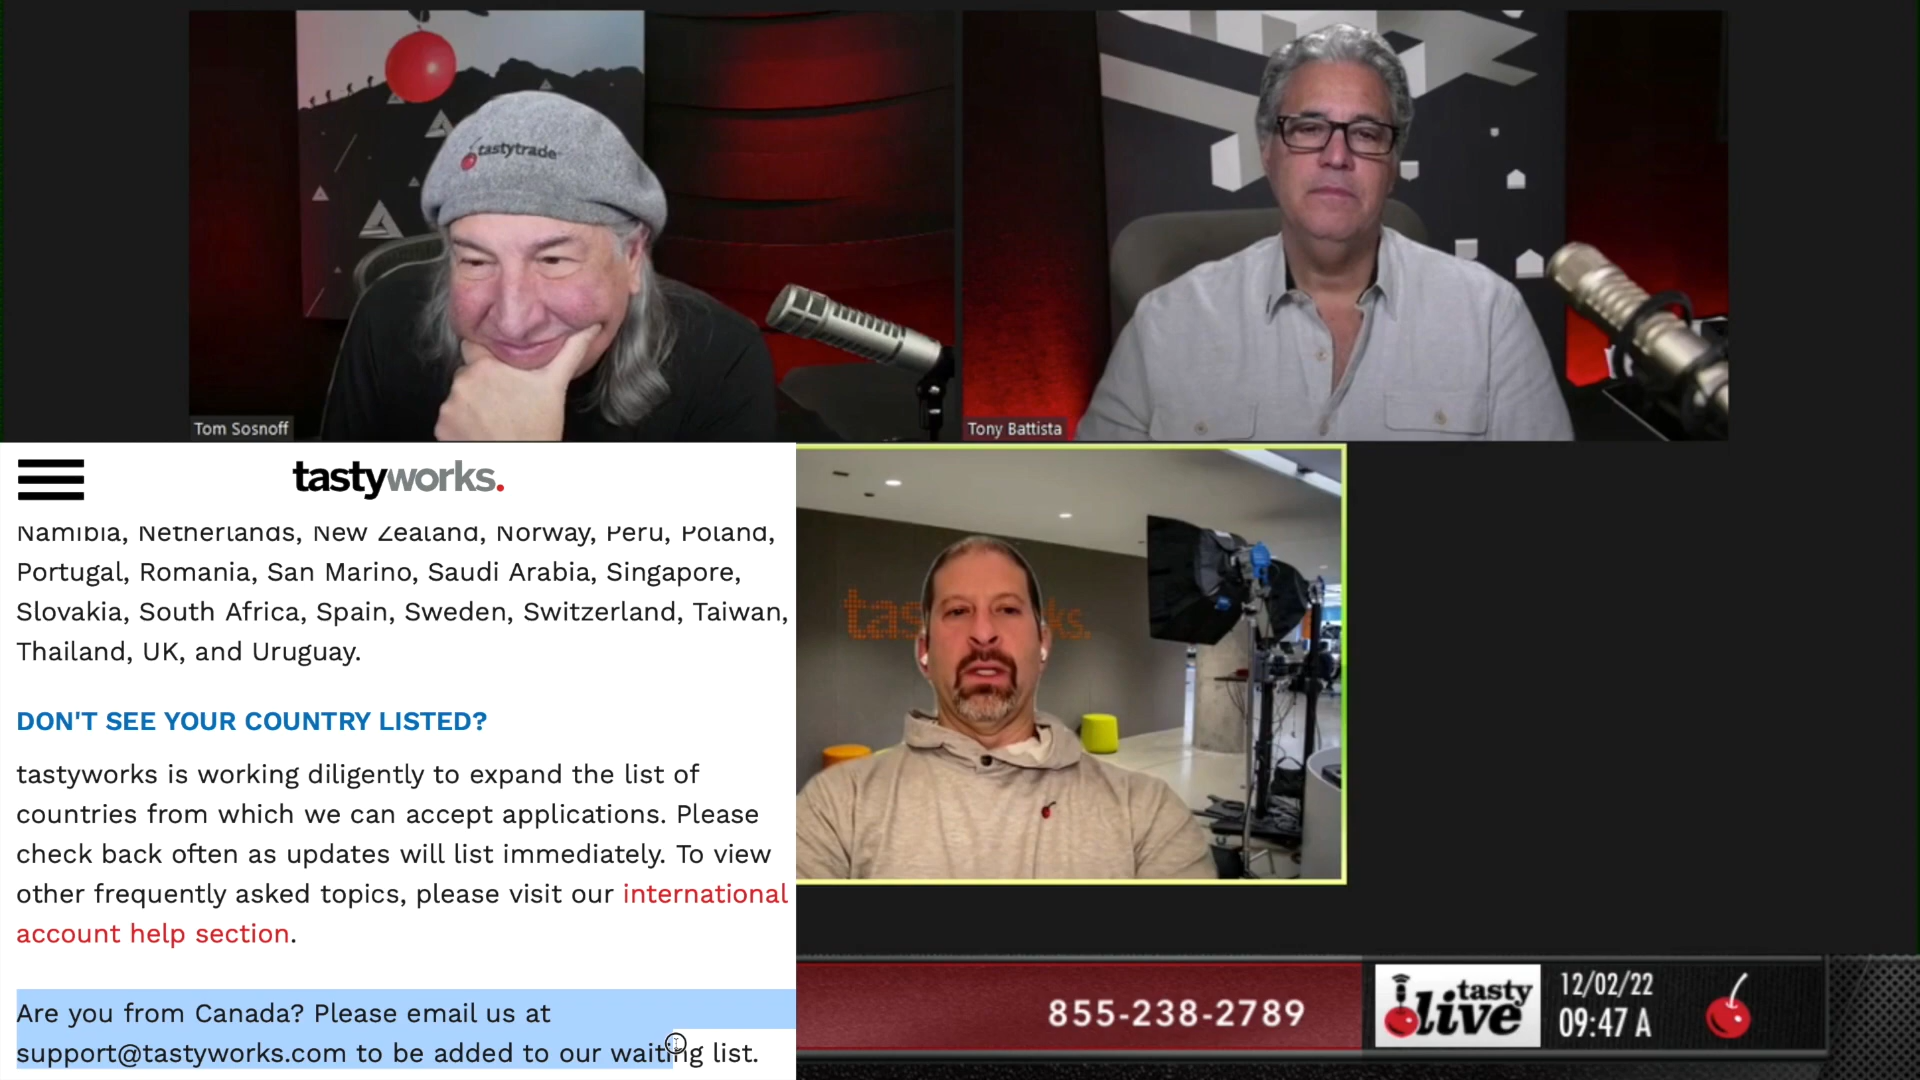 tastytrade
Tom Sosnoff
Tony Battista
tastyworks.
Namibia, Netherlands, New Zealand, Norway, Peru, Poland,
Portugal, Romania, San Marino, Saudi Arabia, Singapore,
Slovakia, South Africa, Spain, Sweden, Switzerland, Taiwan,
Thailand, UK, and Uruguay.
DON'T SEE YOUR COUNTRY LISTED?
tastyworks is working diligently to expand the list of
countries from which we can accept applications. Please
check back often as updates will list immediately. To view
other frequently asked topics, please visit our international
account help section.
Are you from Canada? Please email us at
support@tastyworks.com to be added to our waiting list.
tas ks.
855-238-2789
tasty
live
12/02/22
09:47 A